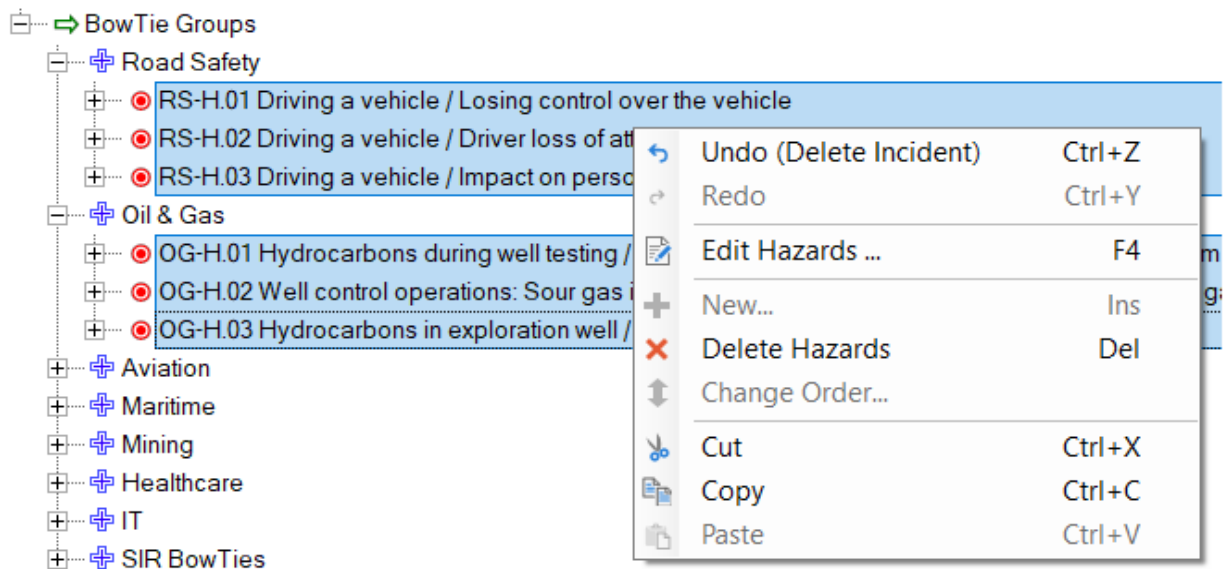 BowTie Groups
Road Safety
RS-H.01 Driving a vehicle / Losing control over the vehicle
RS-H.02 Driving a vehicle / Driver loss of
RS-H.03 Driving a vehicle / Impact on
Oil & Gas
OG-H.01 Hydrocarbons during well testing /
OG-H.02 Well control operations: Sour gas
OG-H.03 Hydrocarbons in exploration well /
Aviation
Maritime
Mining
Healthcare
IT
SIR BowTies
Undo (Delete Incident) Ctrl+Z
Redo Ctrl+Y
Edit Hazards ... F4
New... Ins
Delete Hazards Del
Change Order...
Cut Ctrl+X
Copy Ctrl+C
Paste Ctrl+V